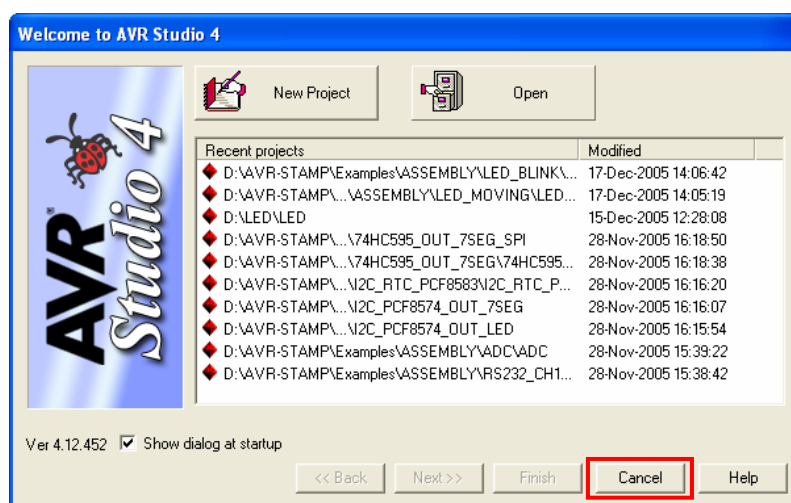 Welcome to AVR Studio 4
AVR® Studio 4
New Project
Open
Recent projects Modified
D:\AVR-STAMP\Examples\ASSEMBLY\LED_BLINK\... 17-Dec-2005 14:06:42
D:\AVR-STAMP\...\ASSEMBLY\LED_MOVING\LED... 17-Dec-2005 14:05:19
D:\LED\LED 15-Dec-2005 12:28:08
D:\AVR-STAMP\...\74HC595_OUT_7SEG_SPI 28-Nov-2005 16:18:50
D:\AVR-STAMP\...\74HC595_OUT_7SEG\74HC595... 28-Nov-2005 16:18:38
D:\AVR-STAMP\...\I2C_RTC_PCF8583\I2C_RTC_P... 28-Nov-2005 16:16:20
D:\AVR-STAMP\...\I2C_PCF8574_OUT_7SEG 28-Nov-2005 16:16:07
D:\AVR-STAMP\...\I2C_PCF8574_OUT_LED 28-Nov-2005 16:15:54
D:\AVR-STAMP\Examples\ASSEMBLY\ADC\ADC 28-Nov-2005 15:39:22
D:\AVR-STAMP\Examples\ASSEMBLY\RS232_CH1... 28-Nov-2005 15:38:42
Ver 4.12.452 Show dialog at startup
<< Back Next >> Finish Cancel Help